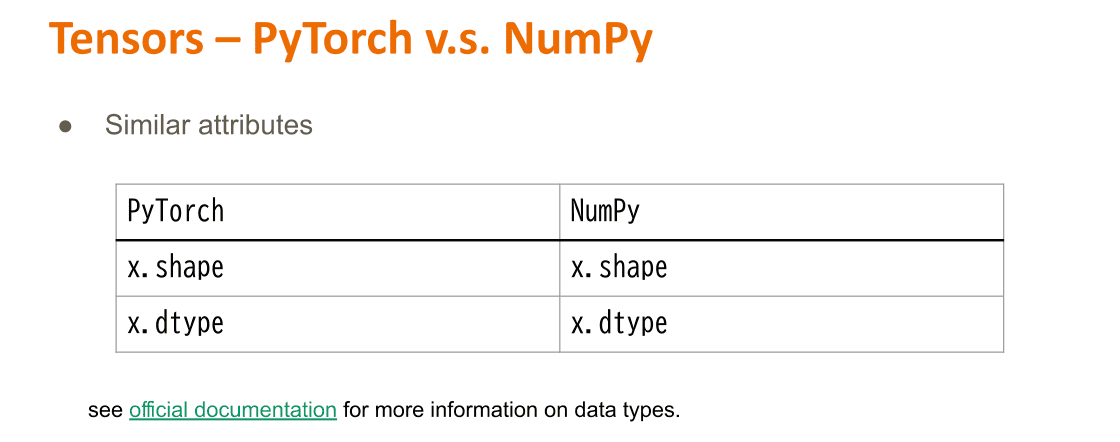 Tensors – PyTorch v.s. NumPy
● Similar attributes
PyTorch NumPy
x.shape x.shape
x.dtype x.dtype
see official documentation for more information on data types.